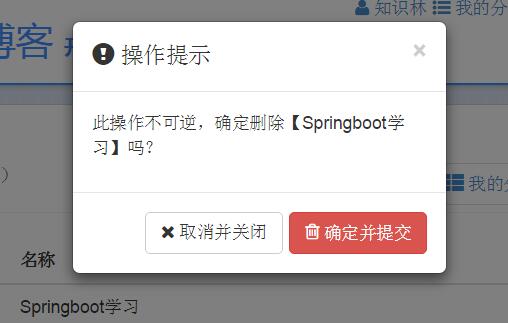 知识林 我的分
博客
操作提示 ×
此操作不可逆，确定删除【Springboot学
习】吗？
我的分
取消并关闭 确定并提交
名称
Springboot学习